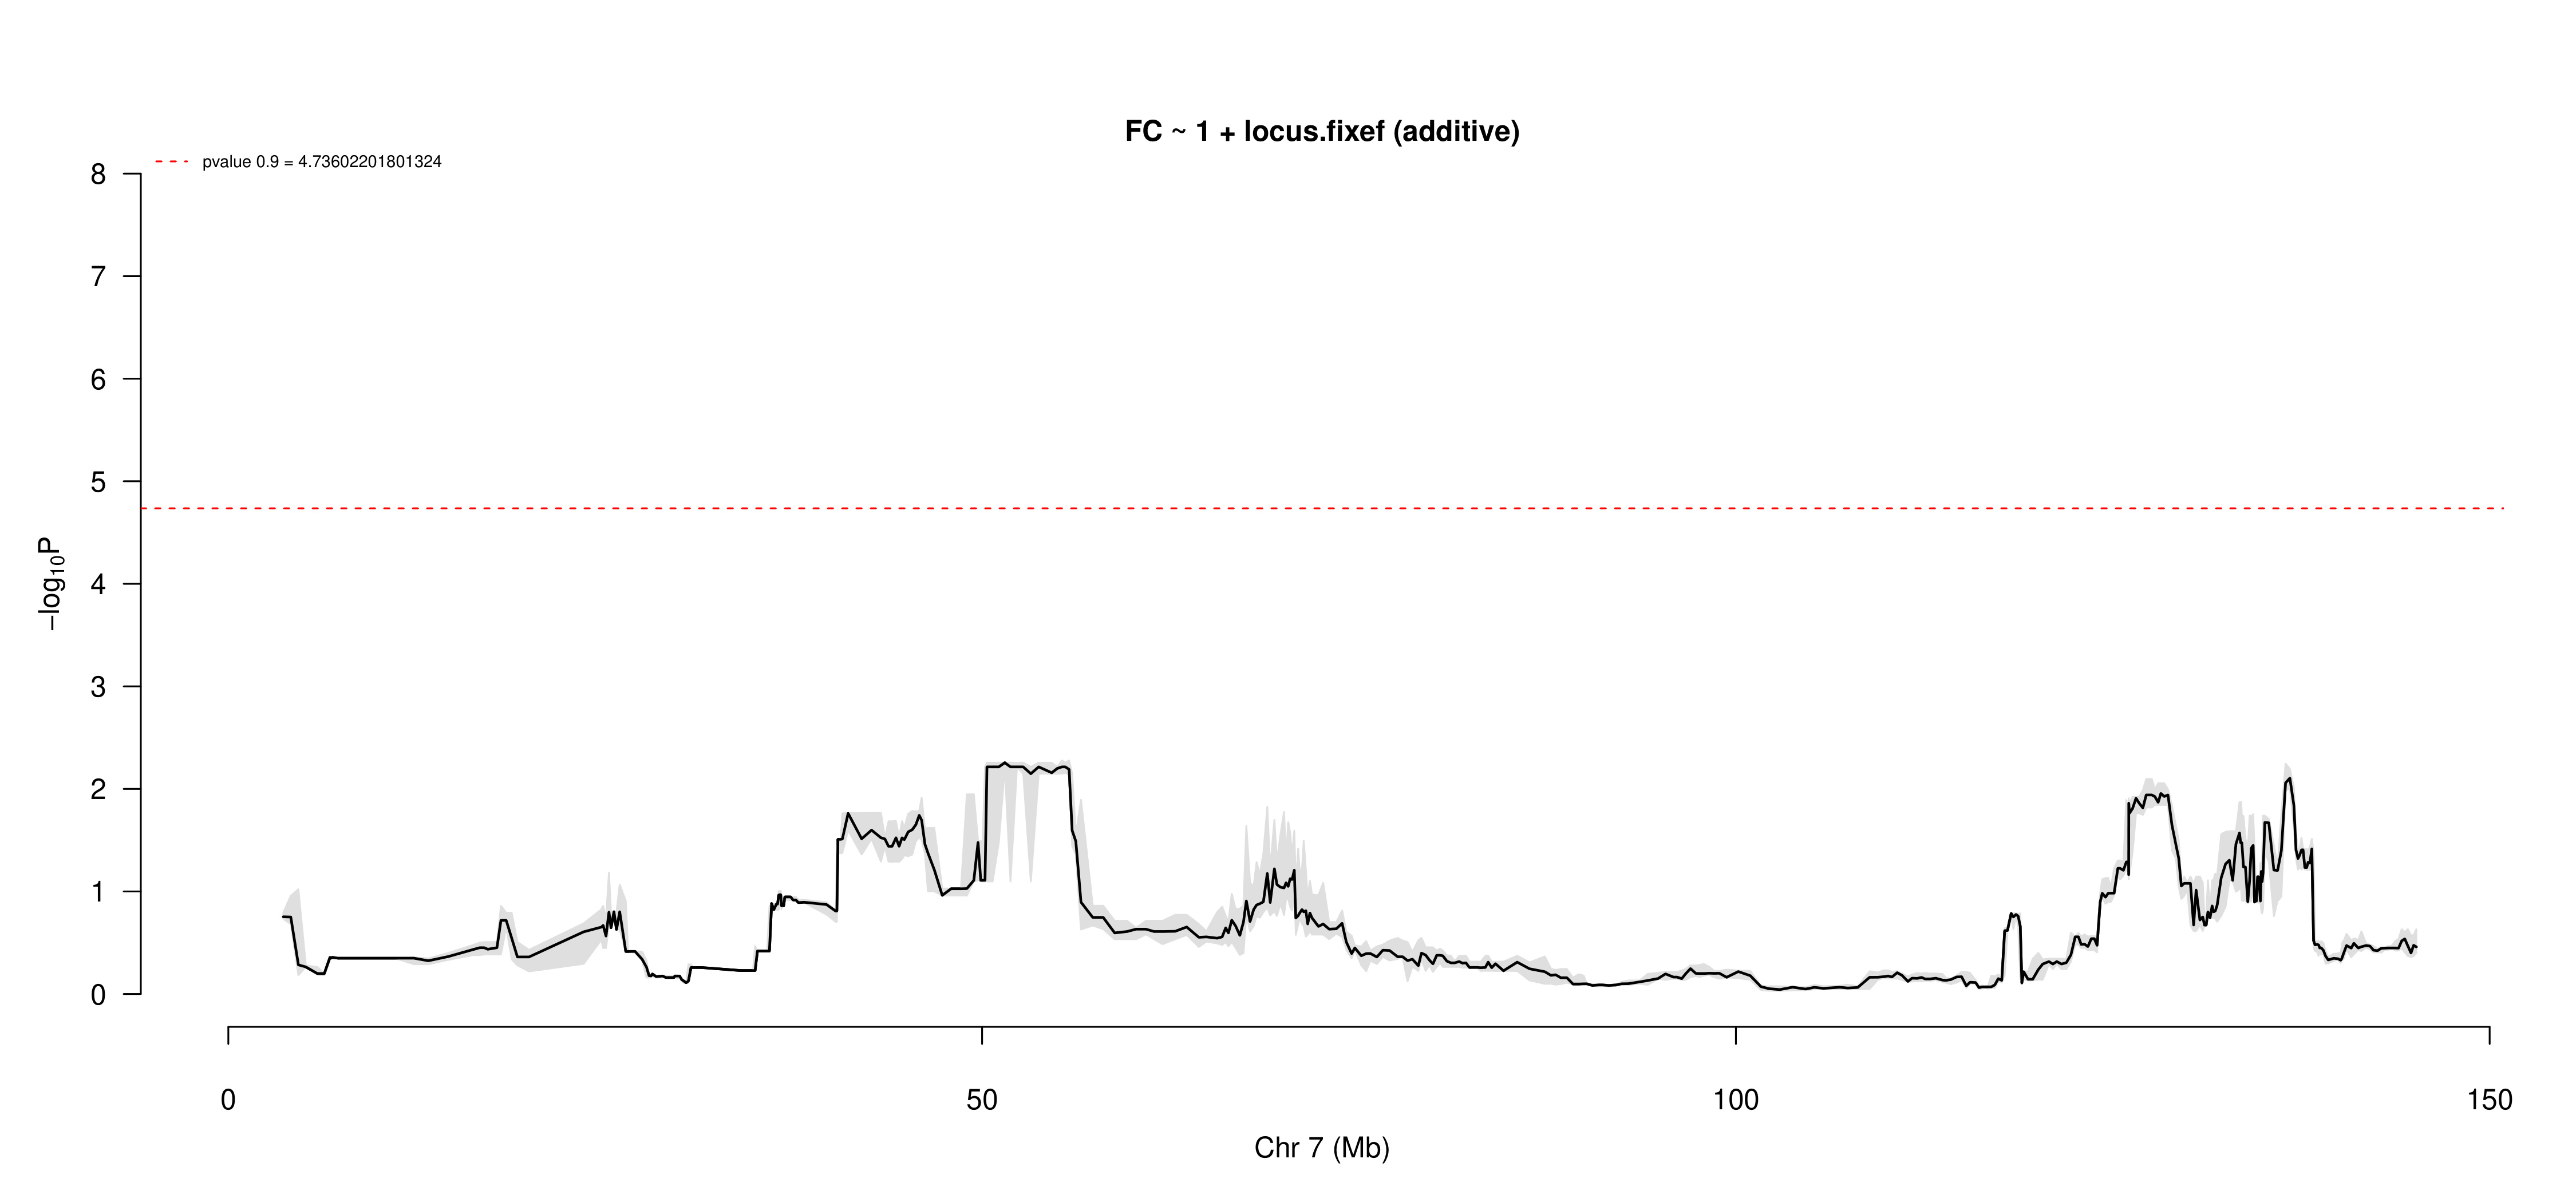 FC ~ 1 + locus.fixef (additive)
pvalue 0.9 = 4.73602201801324
8
7
6
5
4
3
2
1
0
−log10P
0 50 100 150
Chr 7 (Mb)